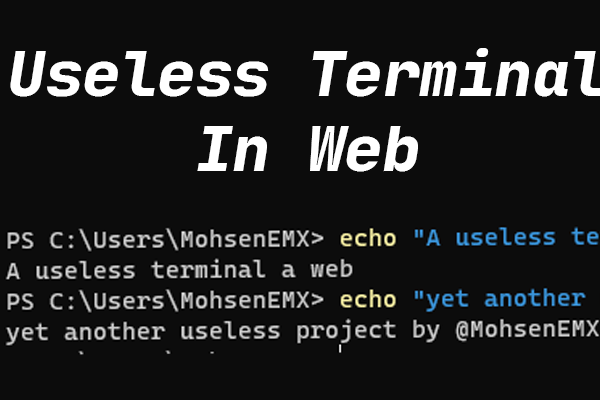 Useless Terminal
In Web
PS C:\Users\MohsenEMX> echo "A useless te
A useless terminal a web
PS C:\Users\MohsenEMX> echo "yet another
yet another useless project by @MohsenEMX